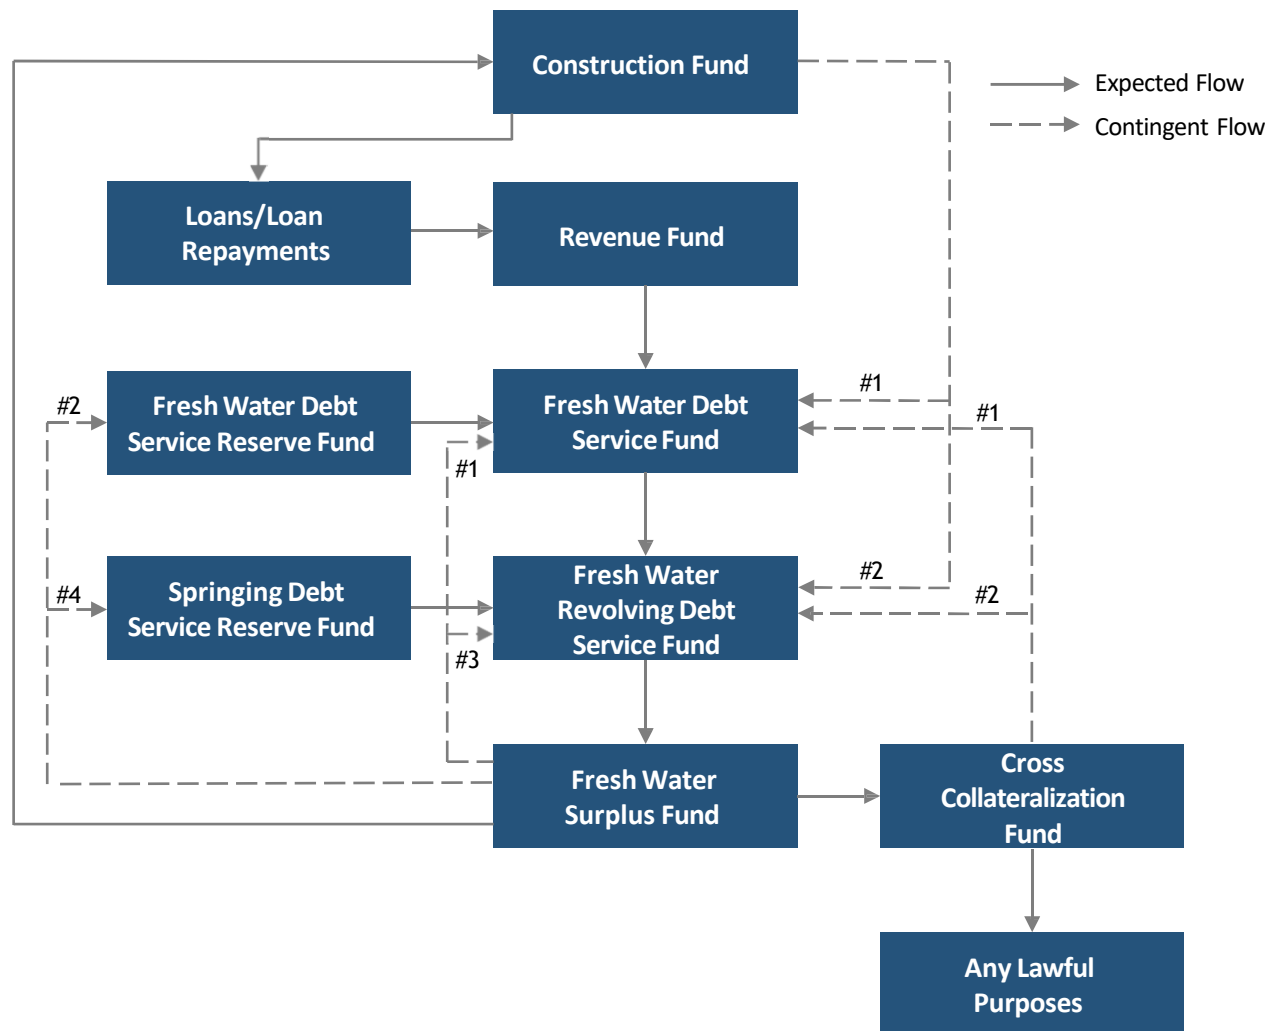 Construction Fund
Expected Flow
Contingent Flow
Loans/Loan
Repayments
Revenue Fund
#2
Fresh Water Debt
Service Reserve Fund
#1
Fresh Water Debt
Service Fund
#1
#1
#4
Springing Debt
Service Reserve Fund
#3
Fresh Water
Revolving Debt
Service Fund
#2
#2
Fresh Water
Surplus Fund
Cross
Collateralization
Fund
Any Lawful
Purposes